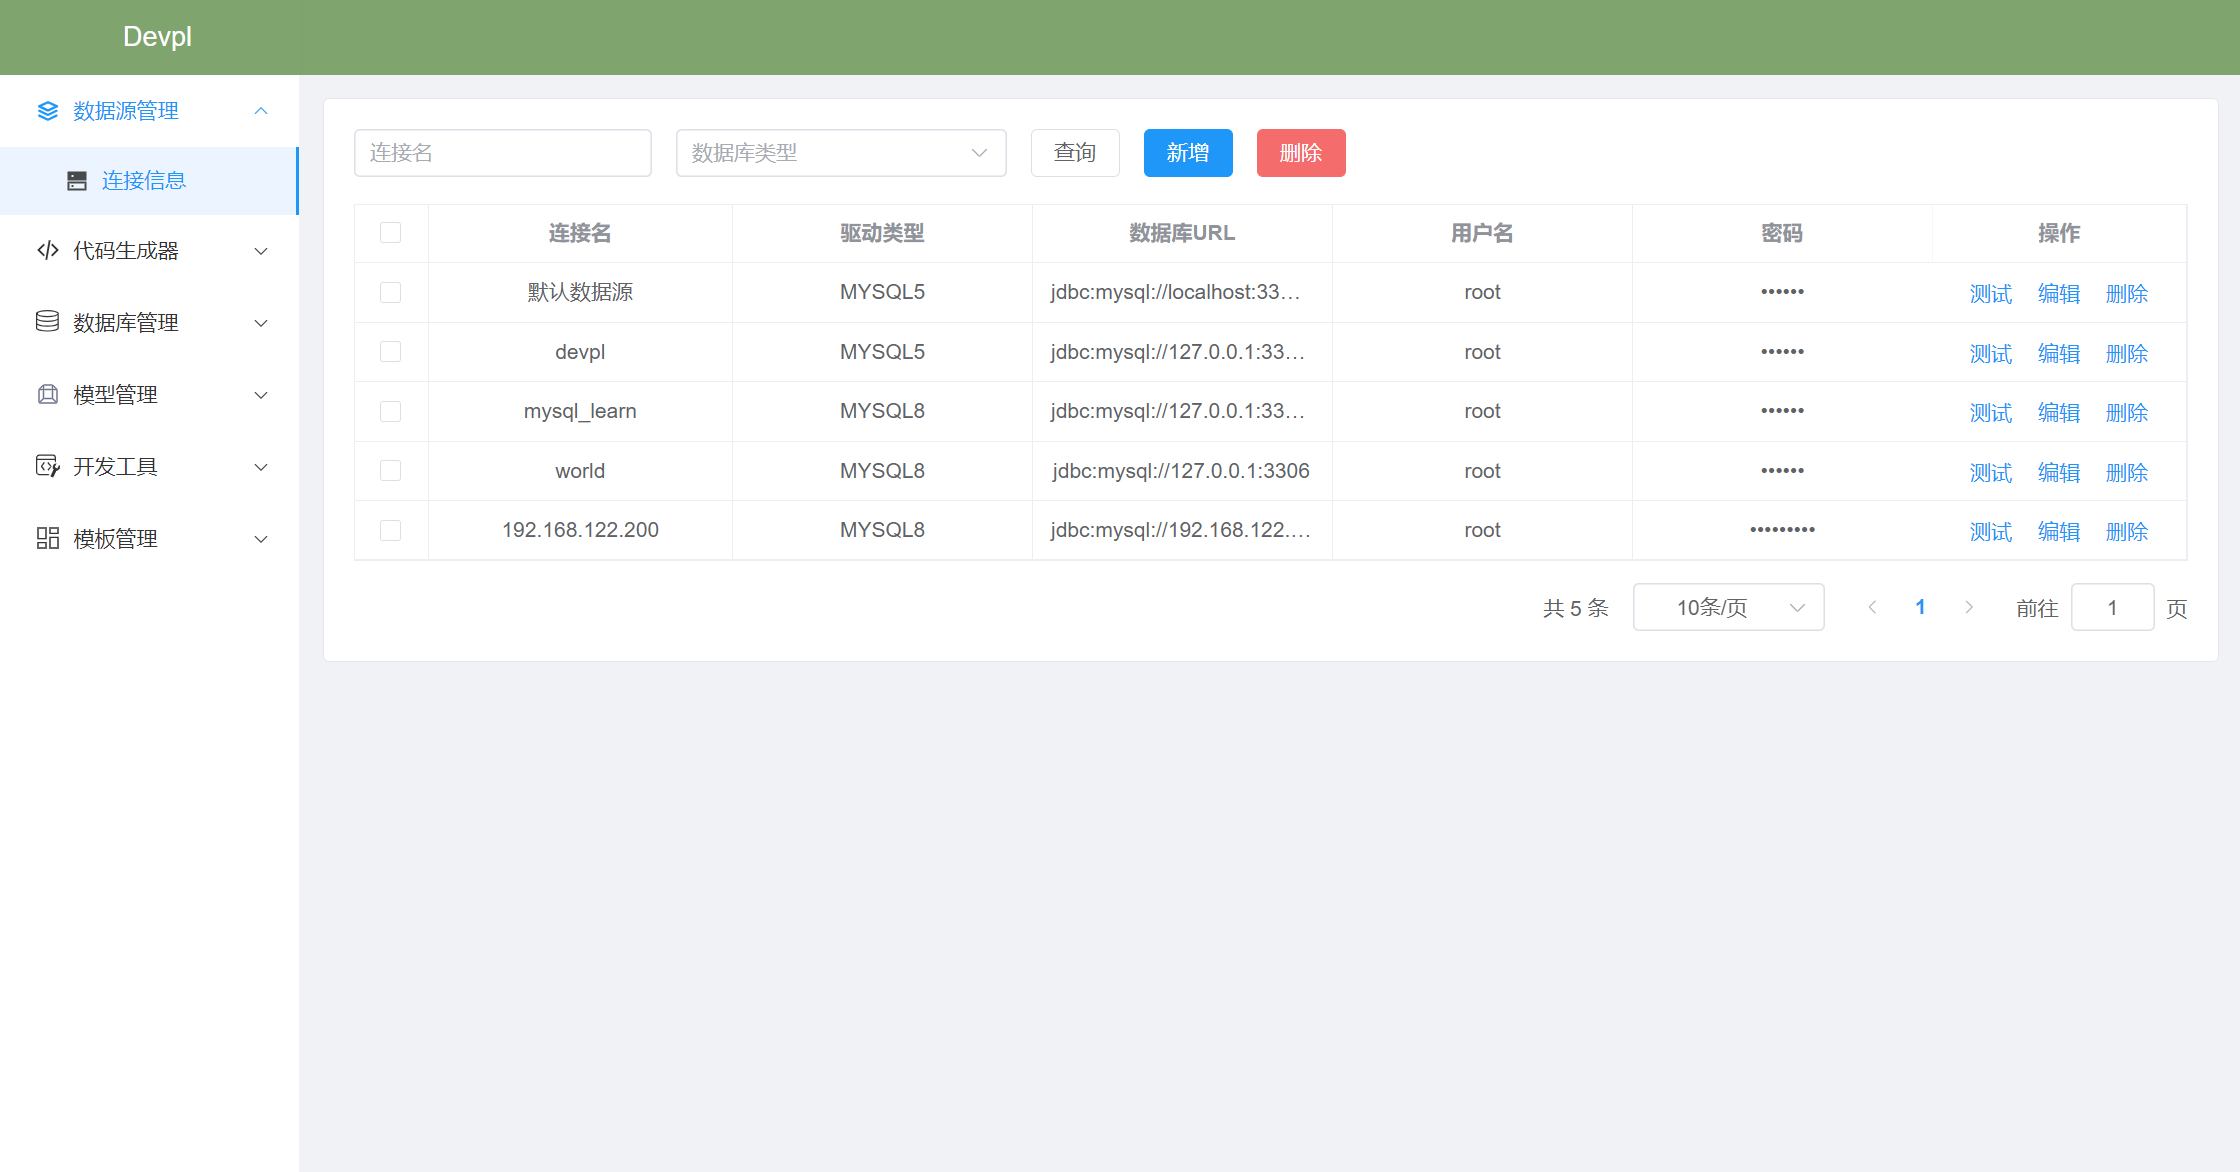 Devpl
数据源管理
连接信息
代码生成器
数据库管理
模型管理
开发工具
模板管理
连接名 数据库类型 查询 新增 删除
连接名 驱动类型 数据库URL 用户名 密码 操作
默认数据源 MYSQL5 jdbc:mysql://localhost:33... root •••••• 测试 编辑 删除
devpl MYSQL5 jdbc:mysql://127.0.0.1:33... root •••••• 测试 编辑 删除
mysql_learn MYSQL8 jdbc:mysql://127.0.0.1:33... root •••••• 测试 编辑 删除
world MYSQL8 jdbc:mysql://127.0.0.1:3306 root •••••• 测试 编辑 删除
192.168.122.200 MYSQL8 jdbc:mysql://192.168.122.... root ••••••••• 测试 编辑 删除
共 5 条 10条/页 1 前往 1 页